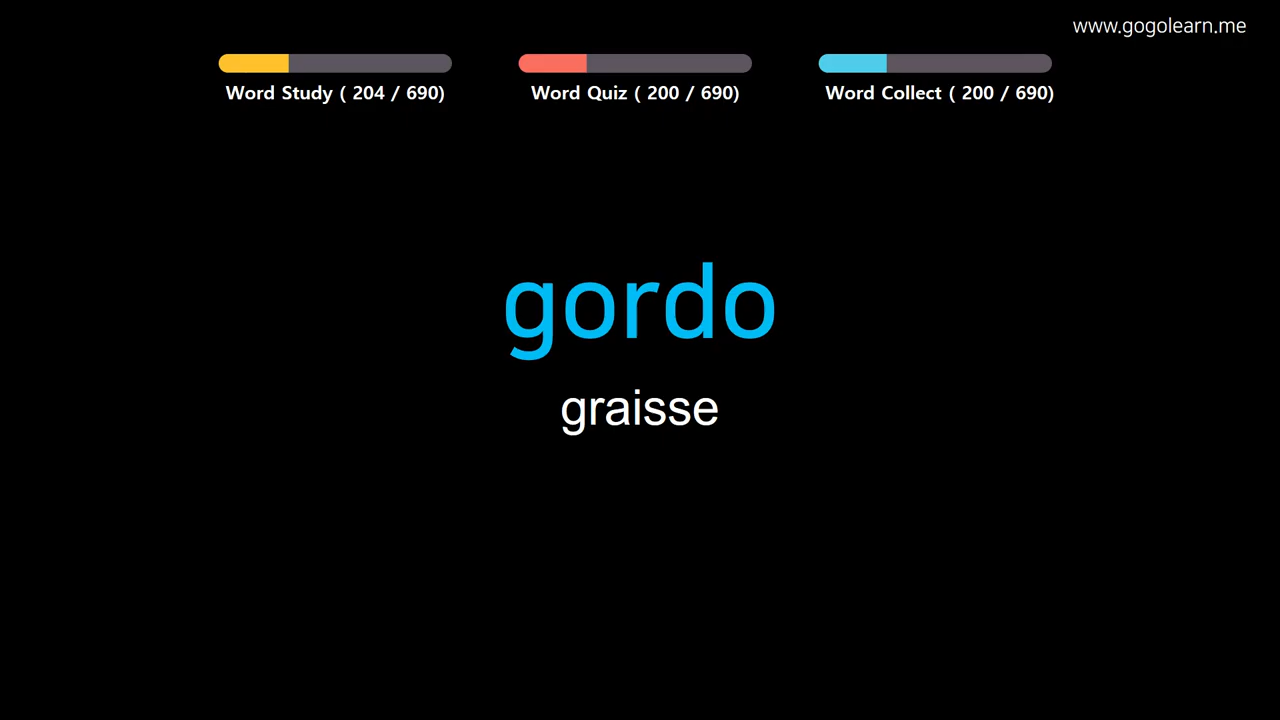 www.gogolearn.me
Word Study ( 204 / 690)
Word Quiz ( 200 / 690)
Word Collect ( 200 / 690)
gordo
graisse